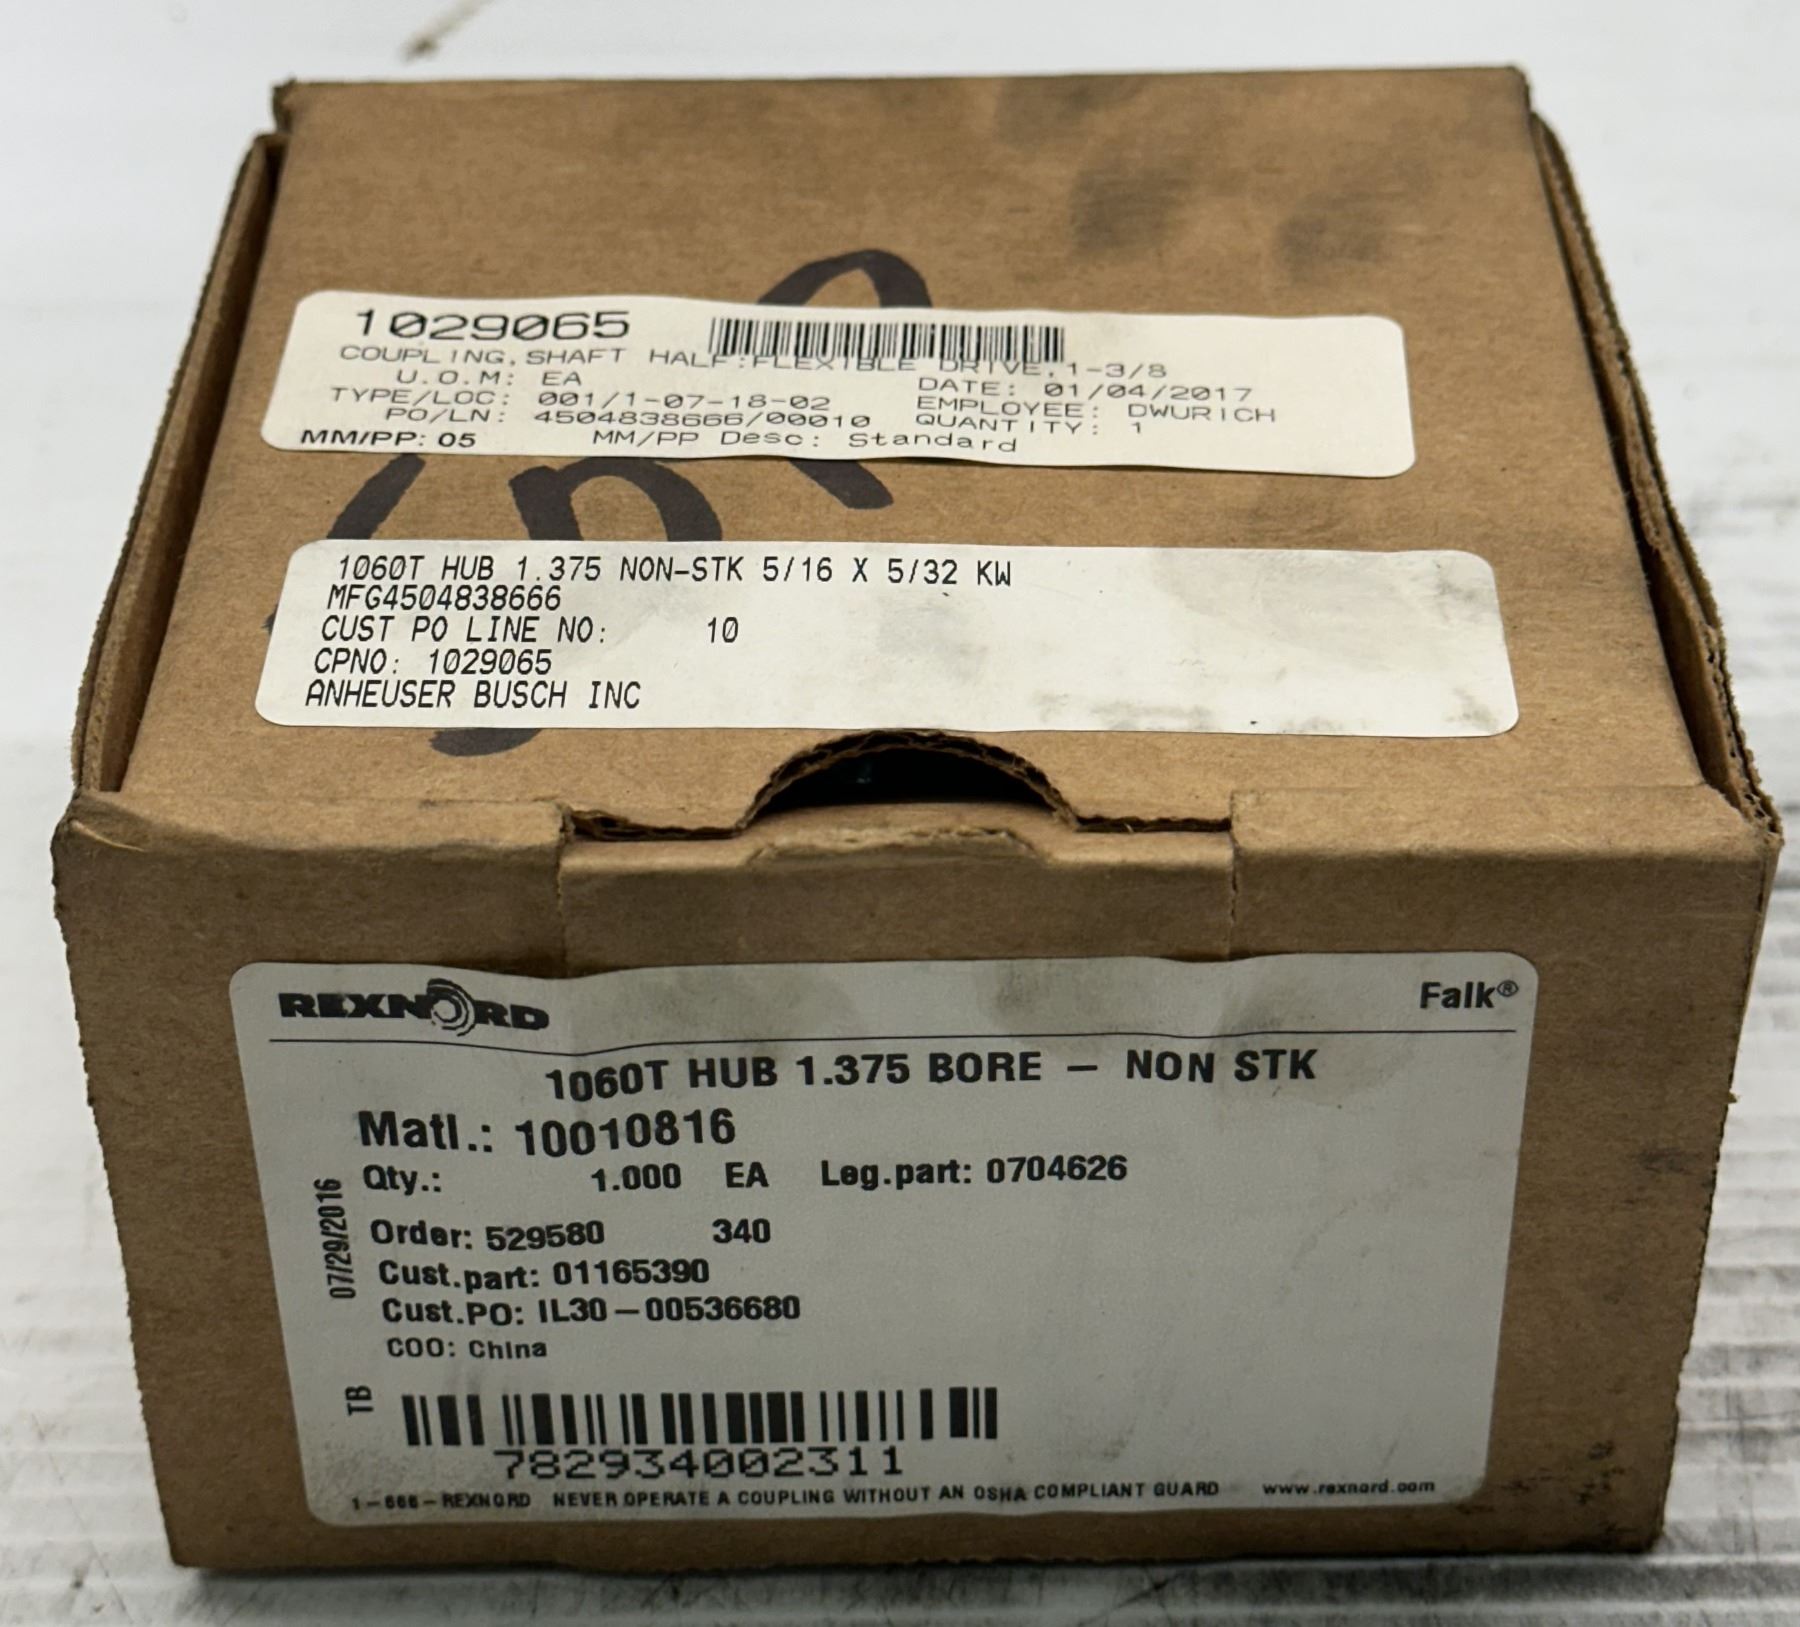 1029065
COUPLING,SHAFT HALF:FLEXIBLE DRIVE,1-3/8
U.O.M: EA DATE: 01/04/2017
TYPE/LOC: 001/1-07-18-02 EMPLOYEE: DWURICH
PO/LN: 4504838666/00010 QUANTITY: 1
MM/PP: 05 MM/PP Desc: Standard
1060T HUB 1.375 NON-STK 5/16 X 5/32 KW
MFG4504838666
CUST PO LINE NO: 10
CPNO: 1029065
ANHEUSER BUSCH INC
REXNORD Falk®
1060T HUB 1.375 BORE – NON STK
Matl.: 10010816
Qty.: 1.000 EA Leg.part: 0704626
Order: 529580 340
Cust.part: 01165390
Cust.PO: IL30-00536680
COO: China
07/29/2016
TB
782934002311
1-866-REXNORD NEVER OPERATE A COUPLING WITHOUT AN OSHA COMPLIANT GUARD www.rexnord.com